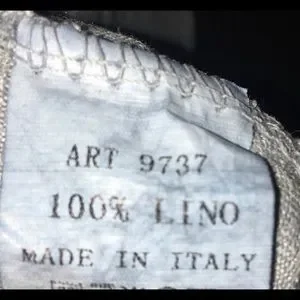 ART 9737
100% LINO
MADE IN ITALY